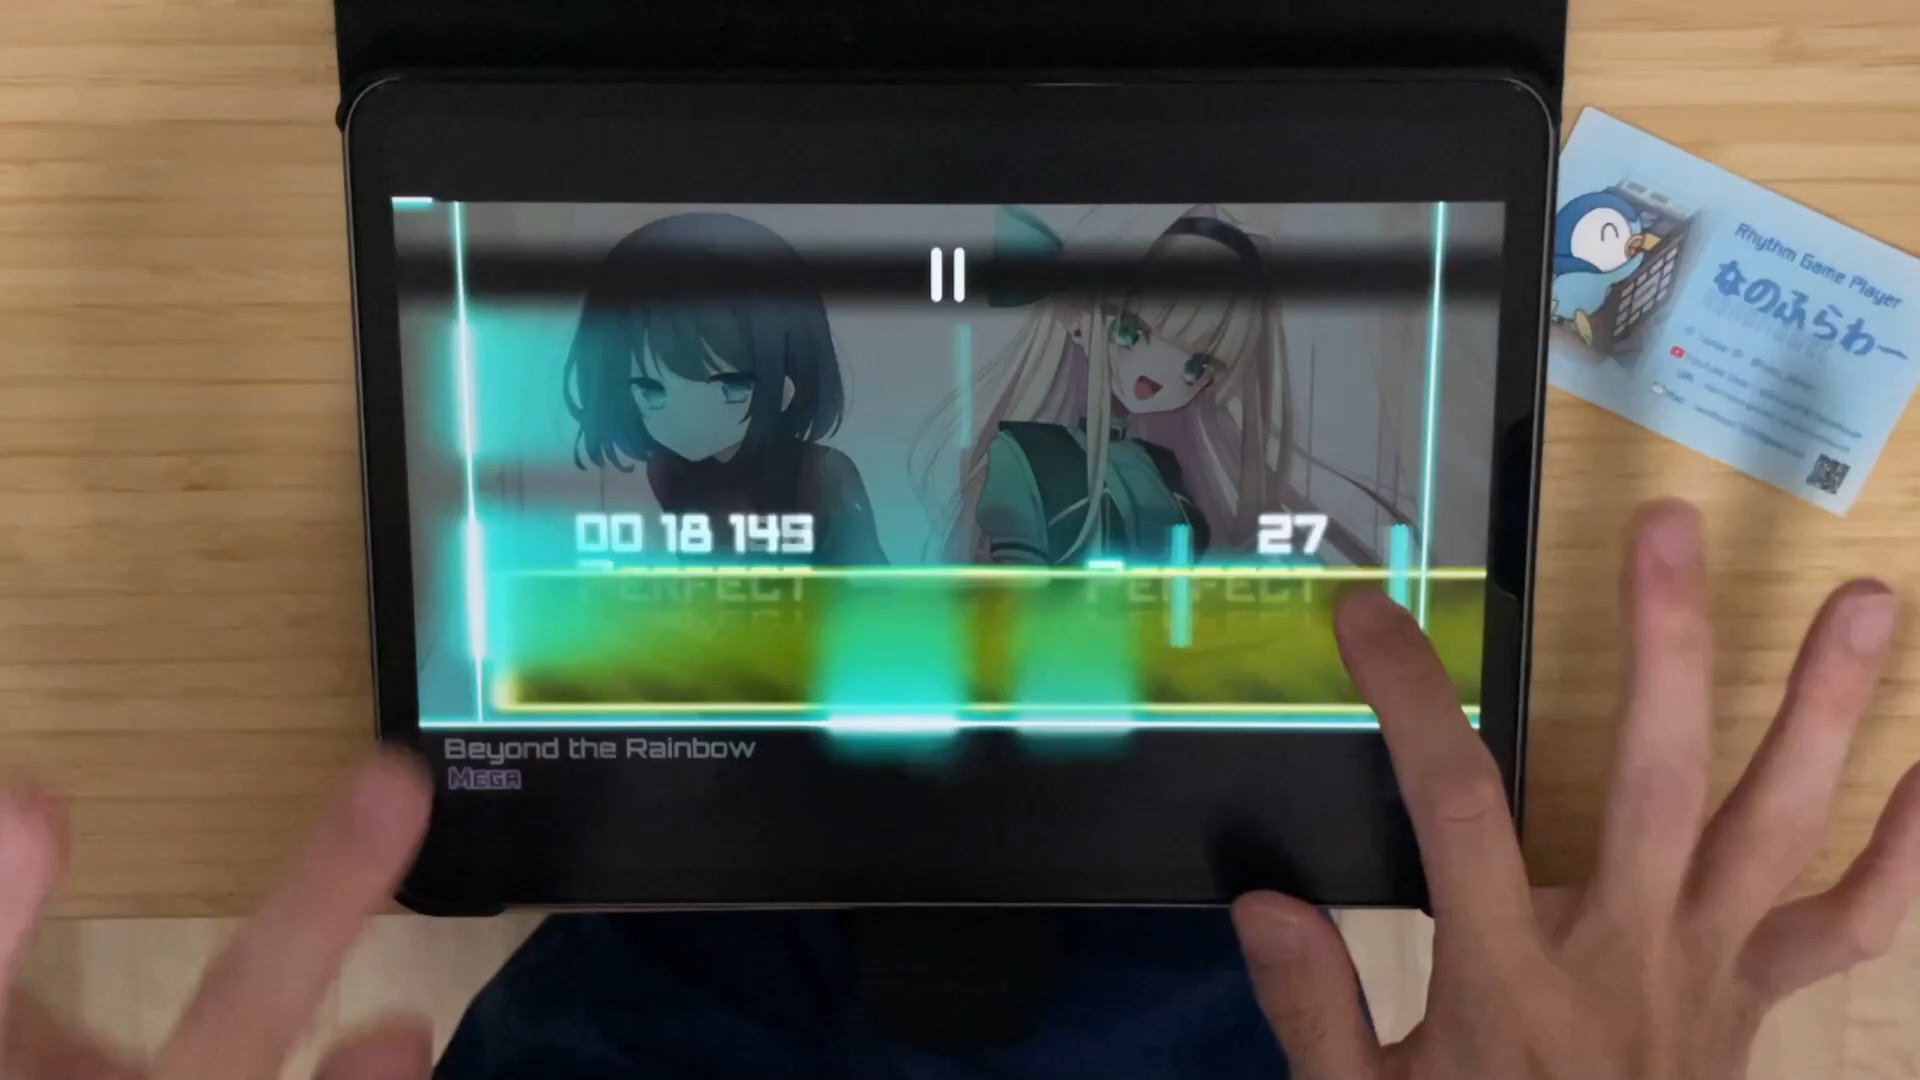 00 18 149
27
PERFECT
PERFECT
Beyond the Rainbow
MEGA
Rhythm Game Player
なのふらわー